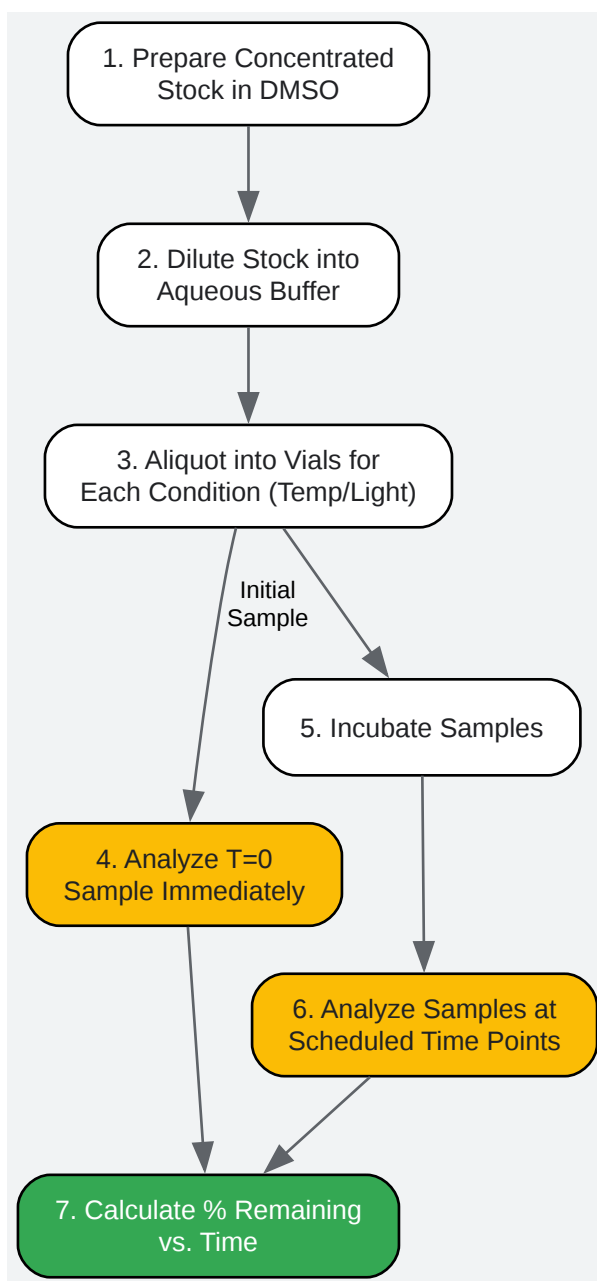 1. Prepare Concentrated
Stock in DMSO
2. Dilute Stock into
Aqueous Buffer
3. Aliquot into Vials for
Each Condition (Temp/Light)
Initial
Sample
5. Incubate Samples
4. Analyze T=0
Sample Immediately
6. Analyze Samples at
Scheduled Time Points
7. Calculate % Remaining
vs. Time